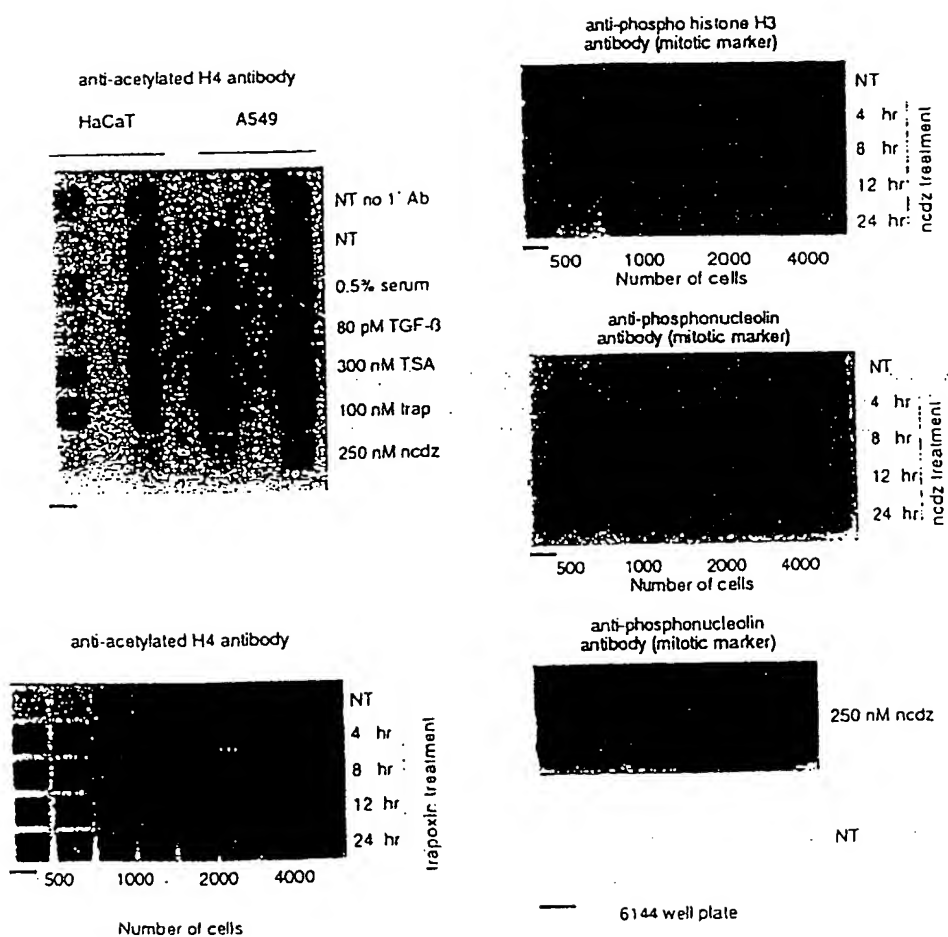 anti-acetylated H4 antibody
HaCaT A549
NT no 1° Ab
NT
0.5% serum
80 pM TGF-ß
300 nM TSA
100 nM trap
250 nM ncdz
anti-acetylated H4 antibody
NT
4 hr
8 hr
12 hr
24 hr
trapoxin treatment
500 1000 2000 4000
Number of cells
anti-phospho histone H3
antibody (mitotic marker)
NT
4 hr
8 hr
12 hr
24 hr
ncdz treatment
500 1000 2000 4000
Number of cells
anti-phosphonucleolin
antibody (mitotic marker)
NT
4 hr
8 hr
12 hr
24 hr
ncdz treatment
500 1000 2000 4000
Number of cells
anti-phosphonucleolin
antibody (mitotic marker)
250 nM ncdz
NT
6144 well plate